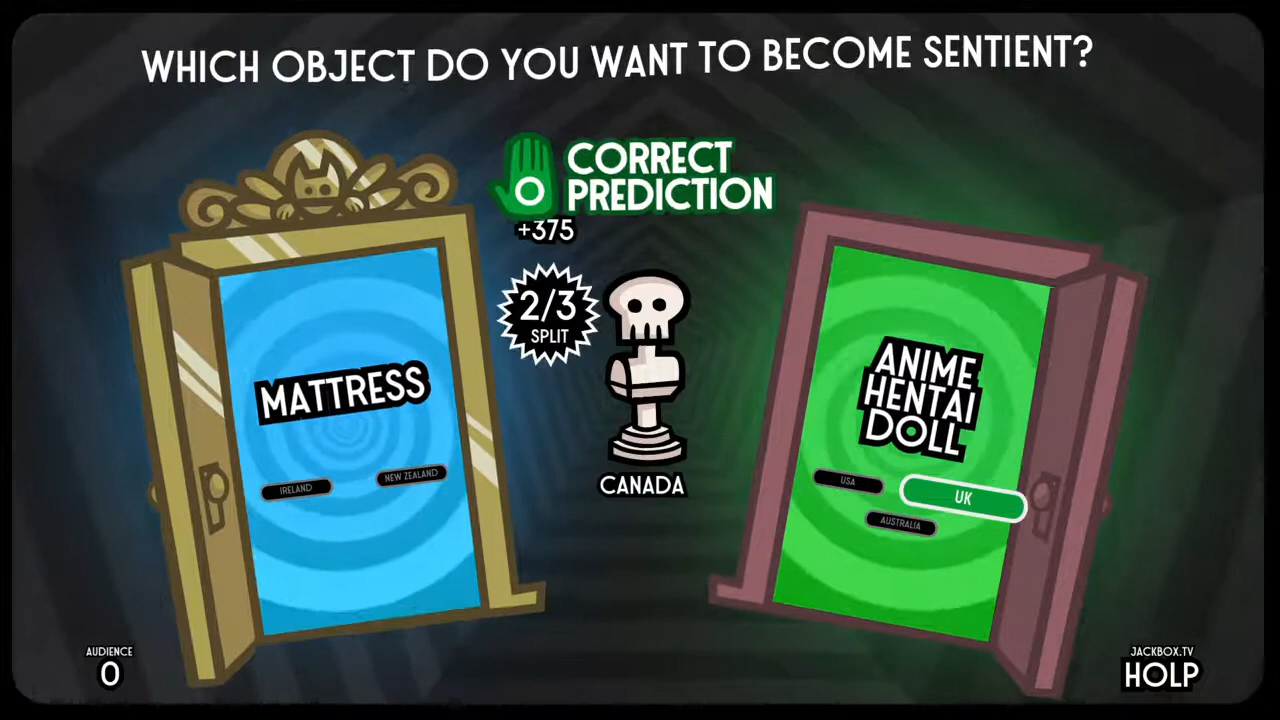 WHICH OBJECT DO YOU WANT TO BECOME SENTIENT?
CORRECT
PREDICTION
+375
2/3
SPLIT
CANADA
MATTRESS
IRELAND
NEW ZEALAND
ANIME
HENTAI
DOLL
USA
UK
AUSTRALIA
AUDIENCE
0
JACKBOX.TV
HOLP